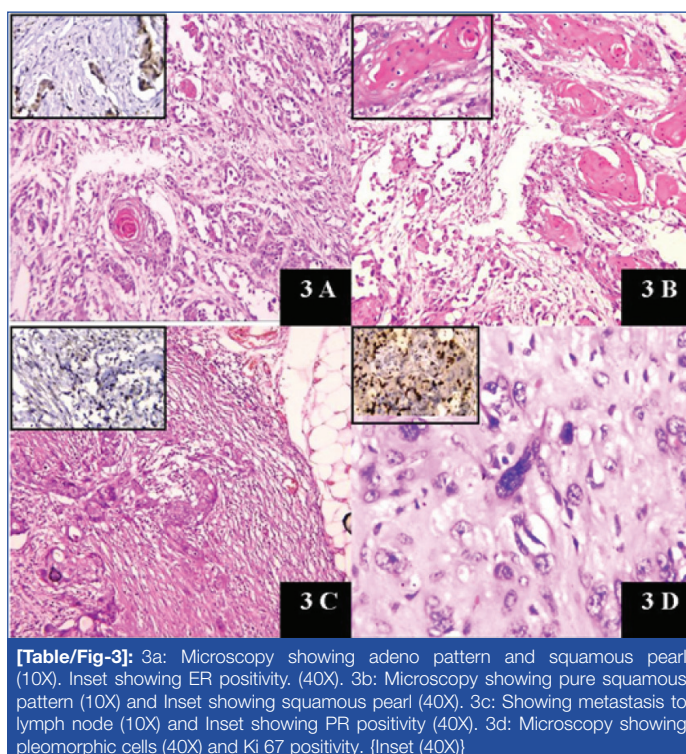 3 A
3 B
3 C
3 D
[Table/Fig-3]: 3a: Microscopy showing adeno pattern and squamous pearl
(10X). Inset showing ER positivity. (40X). 3b: Microscopy showing pure squamous
pattern (10X) and Inset showing squamous pearl (40X). 3c: Showing metastasis to
lymph node (10X) and Inset showing PR positivity (40X). 3d: Microscopy showing
pleomorphic cells (40X) and Ki 67 positivity. {Inset (40X)}